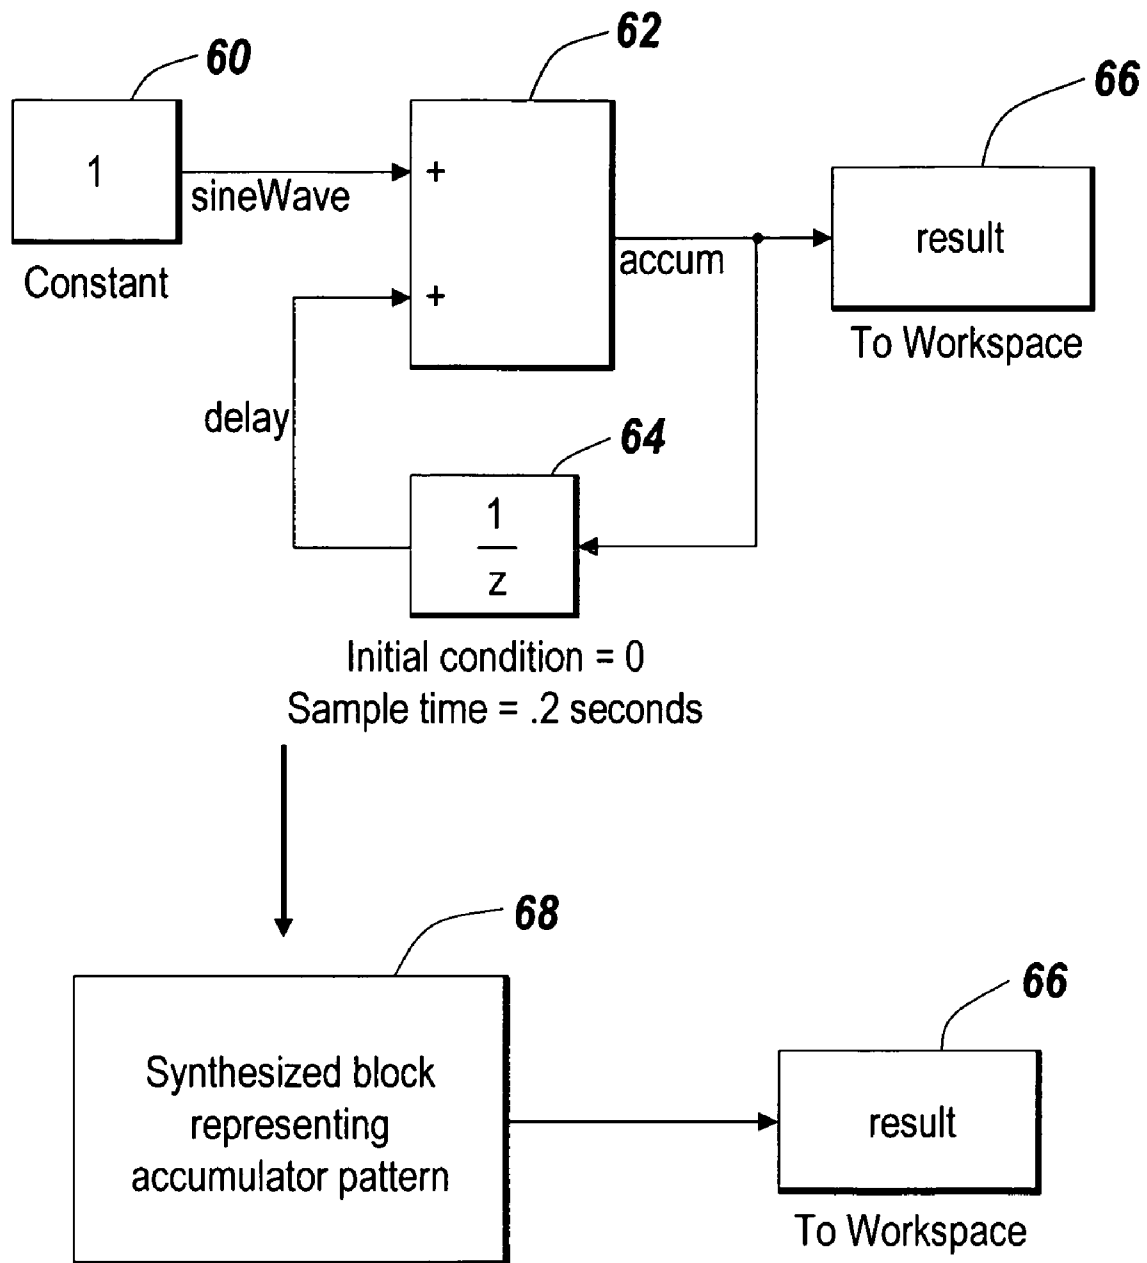 60
62
66
1
sineWave
Constant
+
+
accum
result
To Workspace
delay
64
1
z
Initial condition = 0
Sample time = .2 seconds
68
66
Synthesized block
representing
accumulator pattern
result
To Workspace